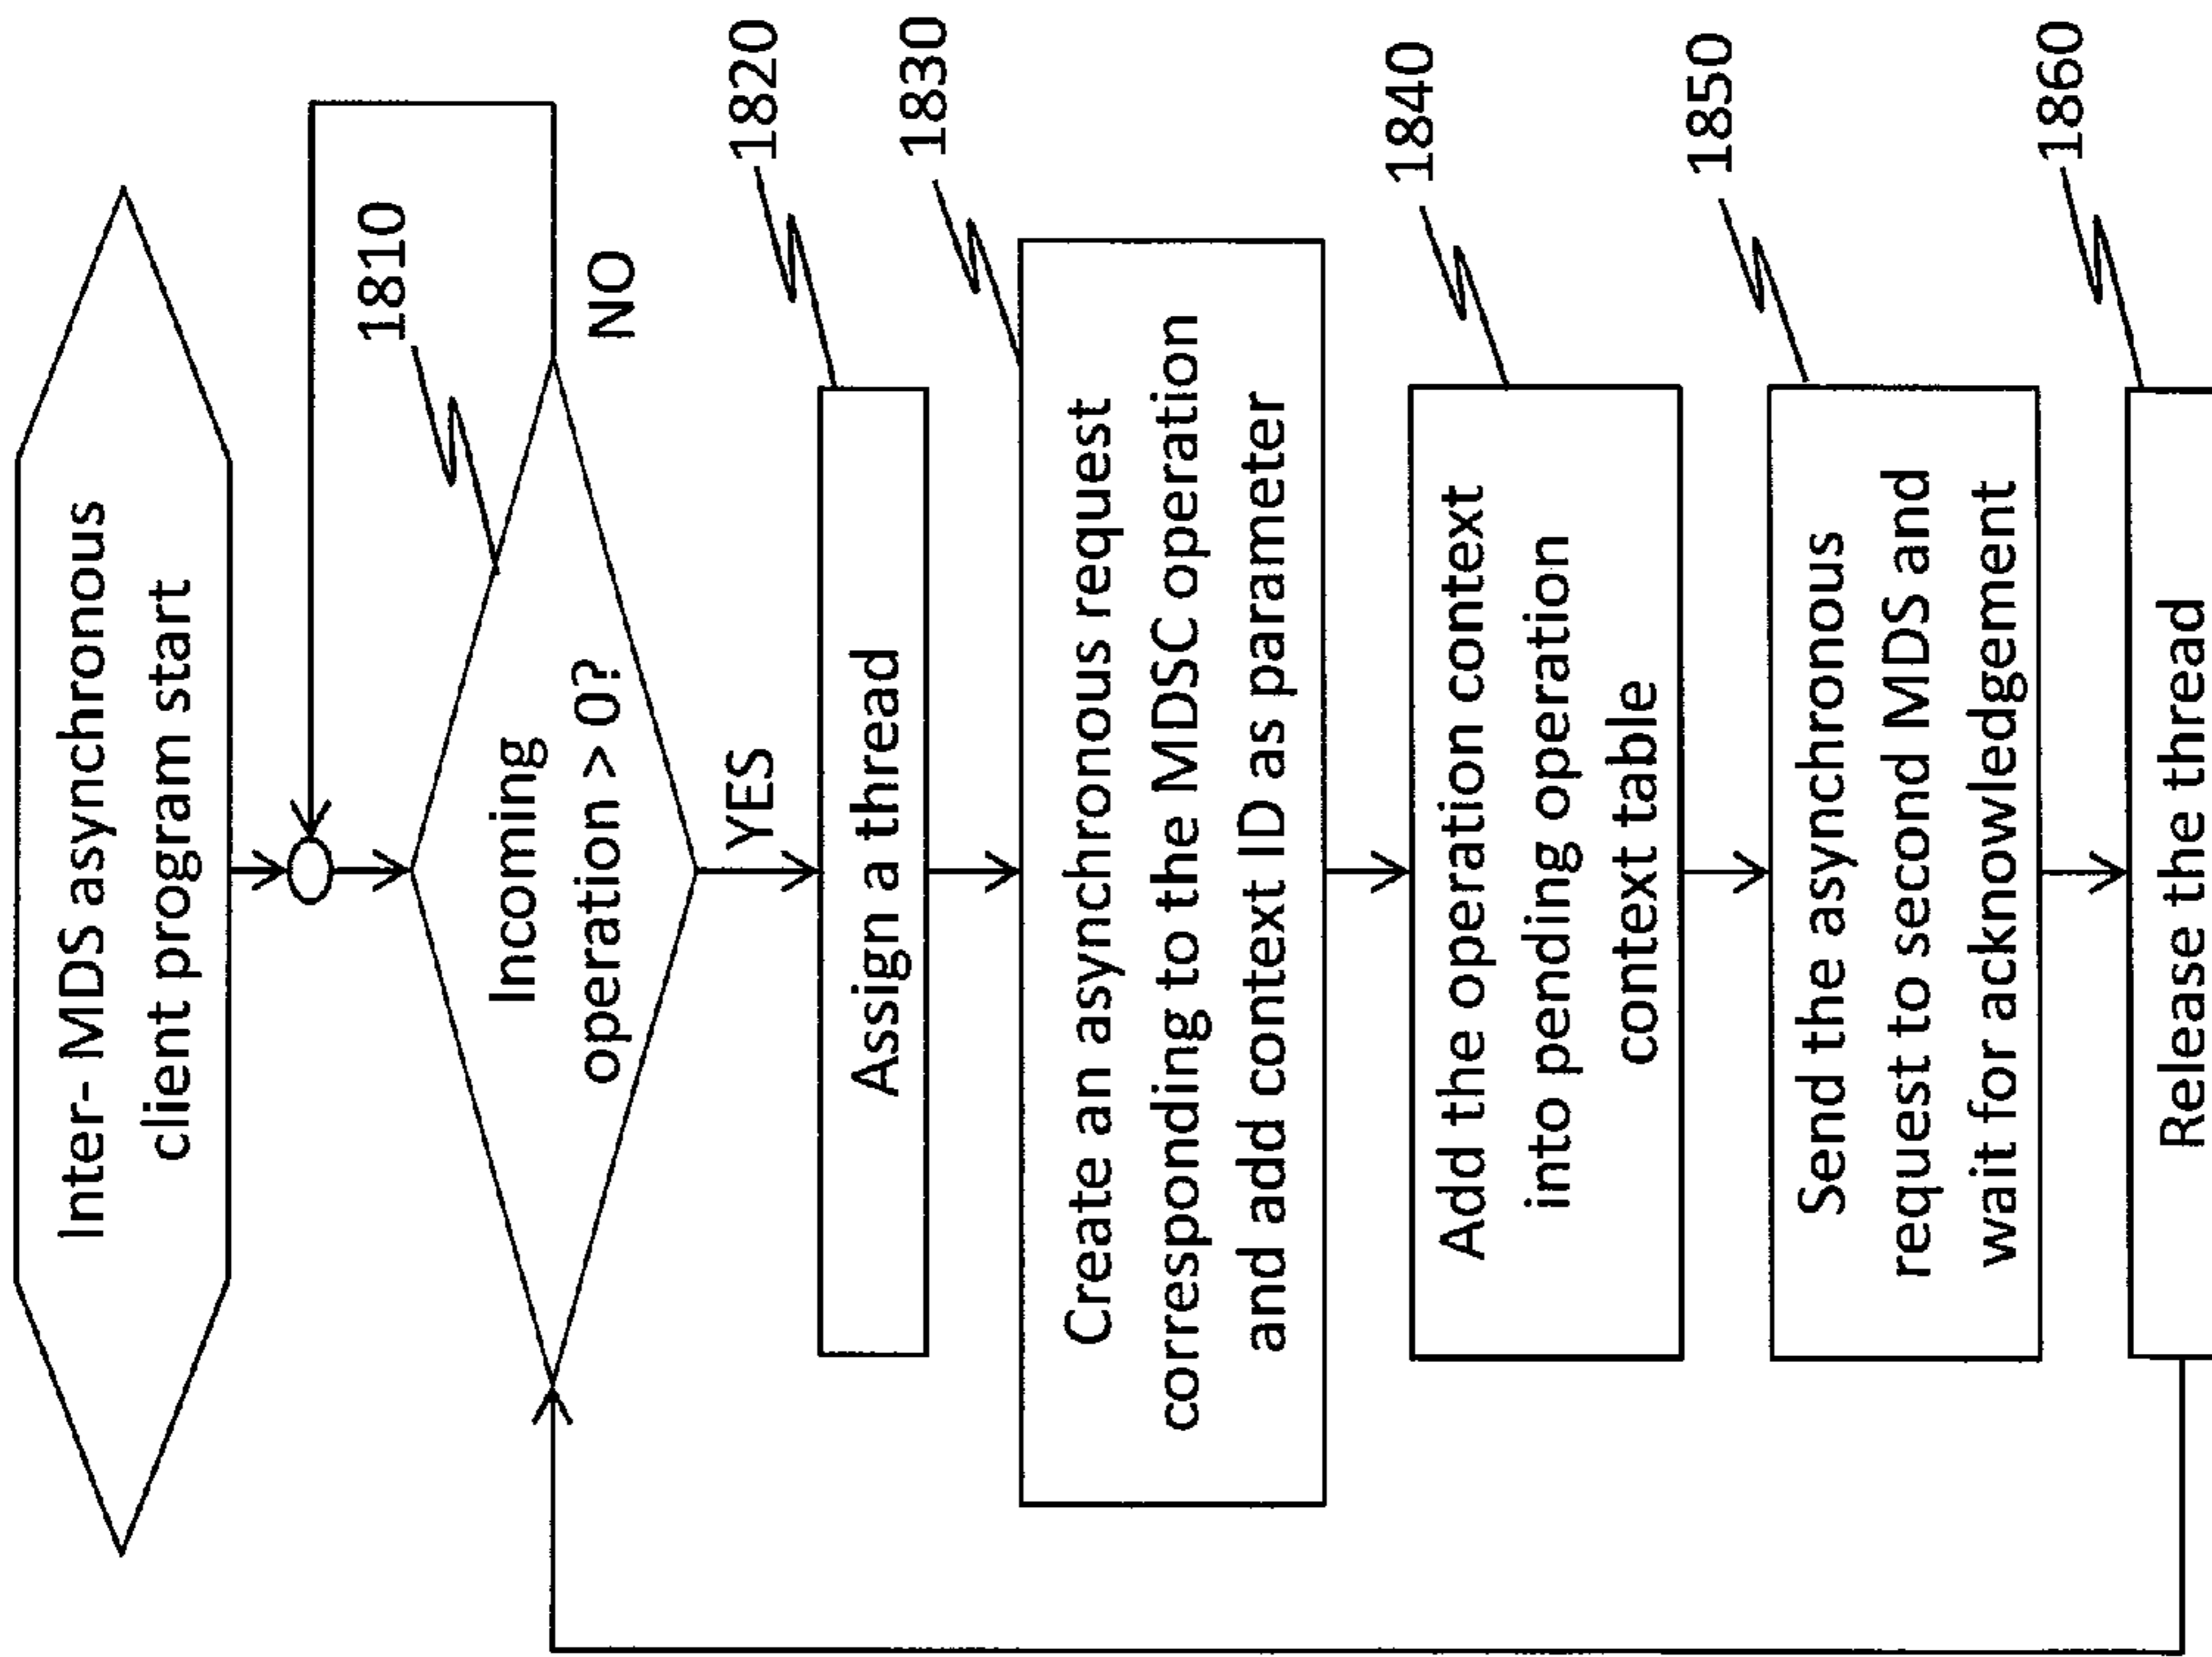 Inter- MDS asynchronous
client program start
1810
Incoming
operation > 0?
NO
YES
1820
Assign a thread
1830
Create an asynchronous request
corresponding to the MDSC operation
and add context ID as parameter
1840
Add the operation context
into pending operation
context table
1850
Send the asynchronous
request to second MDS and
wait for acknowledgement
1860
Release the thread